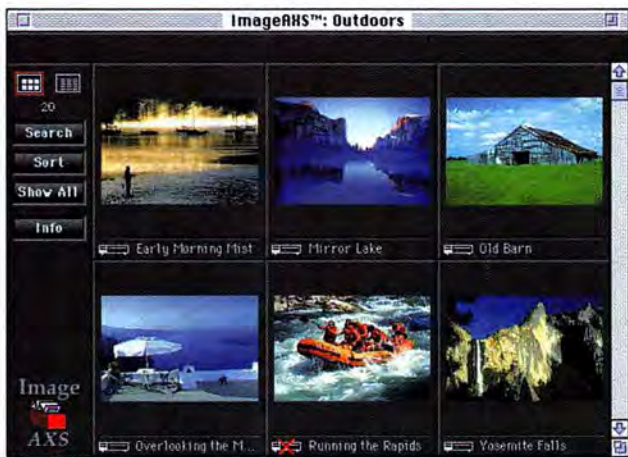 ImageAXS™: Outdoors
20
Search
Sort
Show All
Info
Early Morning Mist
Mirror Lake
Old Barn
Overlooking the M...
Running the Rapids
Yosemite Falls
Image
AXS